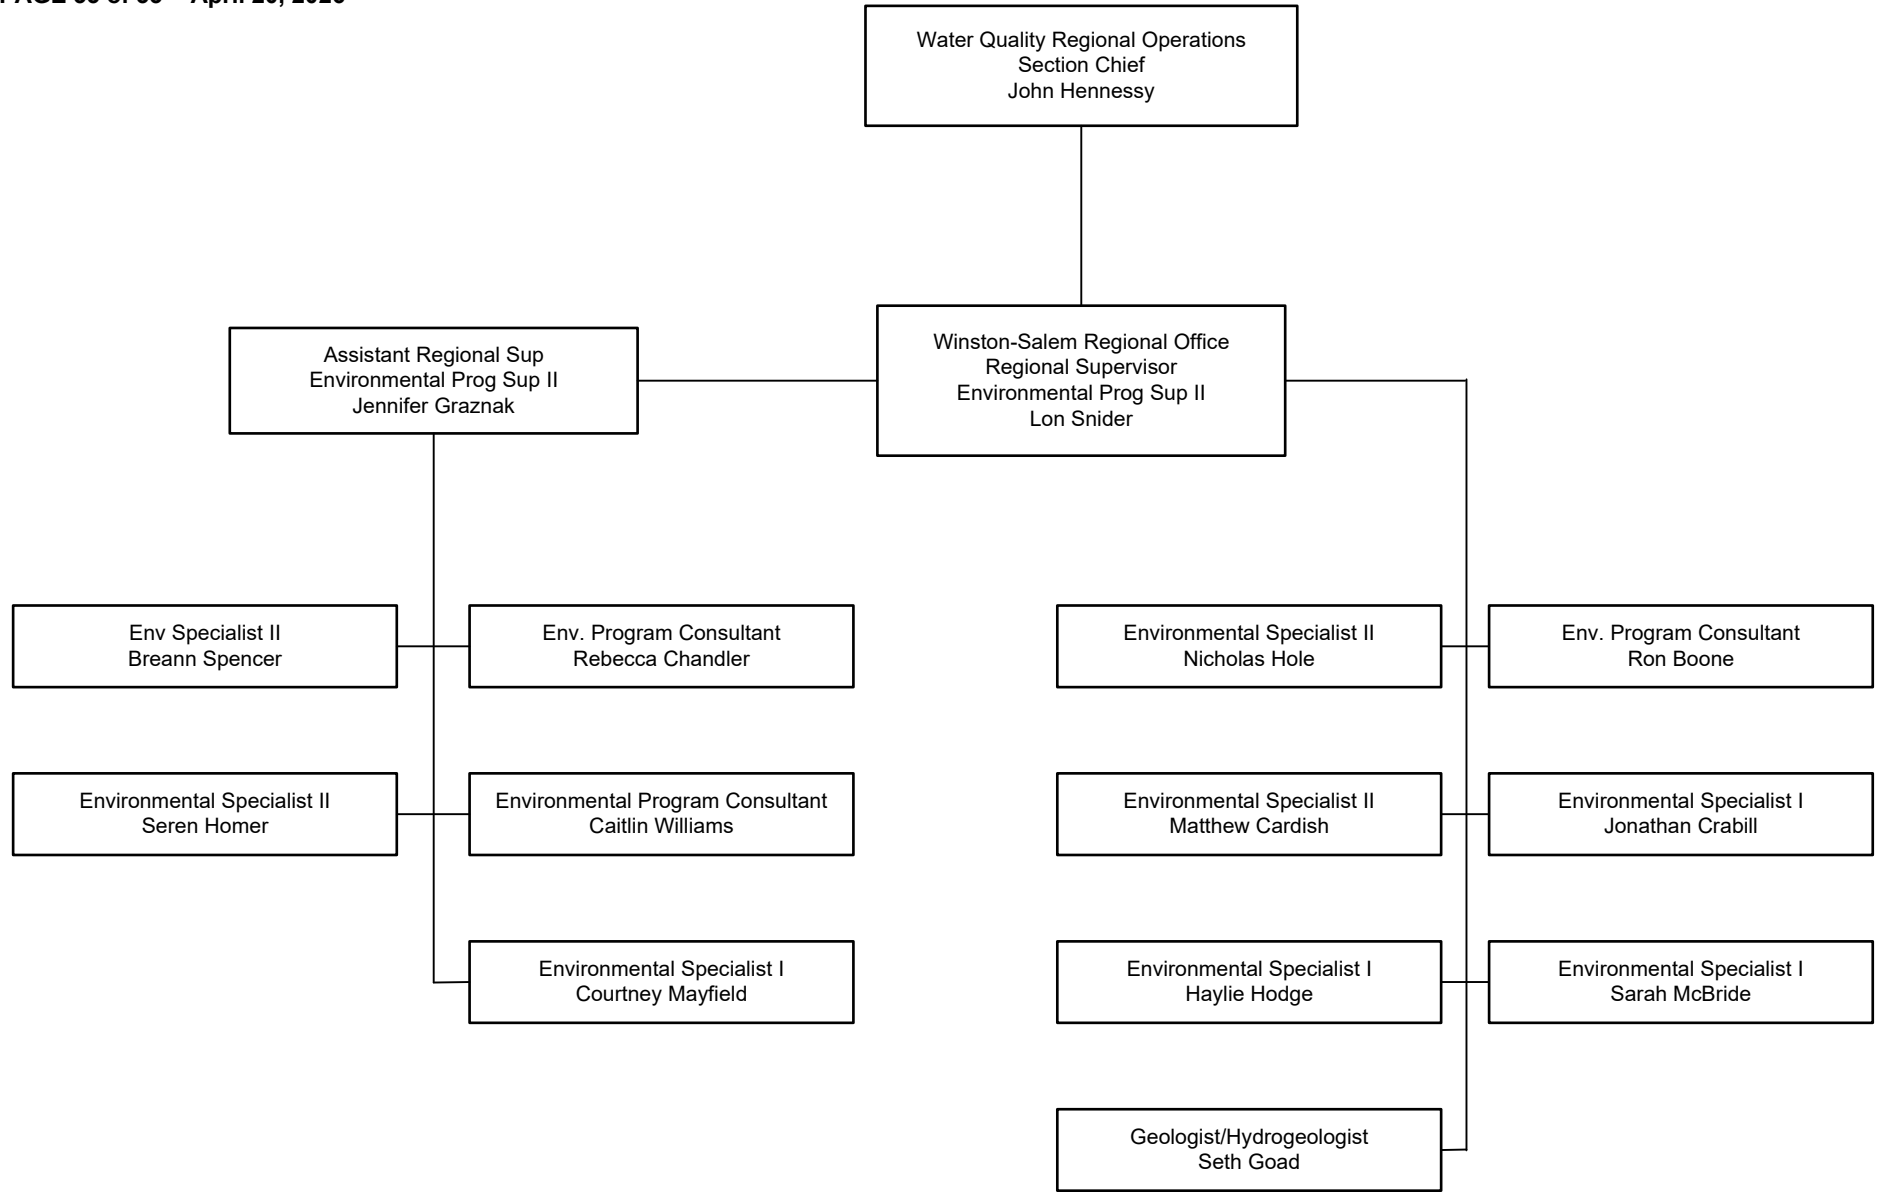 Water Quality Regional Operations
Section Chief
John Hennessy
Assistant Regional Sup
Environmental Prog Sup II
Jennifer Graznak
Winston-Salem Regional Office
Regional Supervisor
Environmental Prog Sup II
Lon Snider
Env Specialist II
Breann Spencer
Env. Program Consultant
Rebecca Chandler
Environmental Specialist II
Nicholas Hole
Env. Program Consultant
Ron Boone
Environmental Specialist II
Seren Homer
Environmental Program Consultant
Caitlin Williams
Environmental Specialist II
Matthew Cardish
Environmental Specialist I
Jonathan Crabill
Environmental Specialist I
Courtney Mayfield
Environmental Specialist I
Haylie Hodge
Environmental Specialist I
Sarah McBride
Geologist/Hydrogeologist
Seth Goad